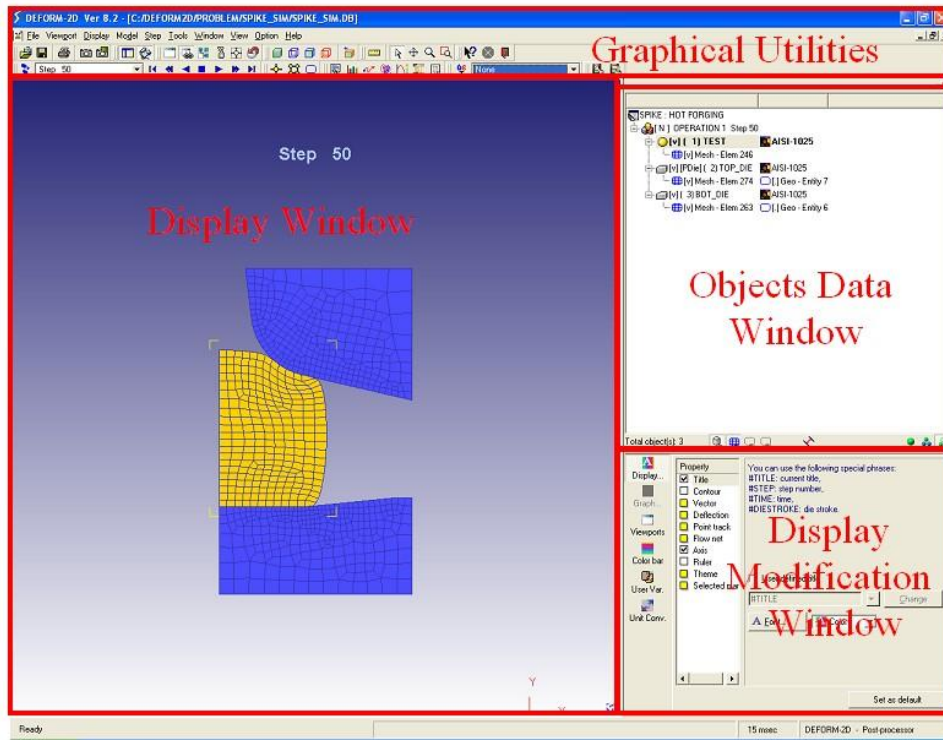 DEFORM-2D Ver 8.2 - [C:/DEFORM2D/PROBLEM/SPIKE_SIM/SPIKE_SIM.DB]
File Viewport Display Model Step Tools Window View Option Help
Graphical Utilities
Step 50
None
SPIKE : HOT FORGING
[ N ] OPERATION 1 Step 50
[v] ( 1) TEST AISI-1025
[v] Mesh - Elem 246
[v] [PDie] ( 2) TOP_DIE AISI-1025
[v] Mesh - Elem 274 [.] Geo - Entity 7
[v] ( 3) BOT_DIE AISI-1025
[v] Mesh - Elem 263 [.] Geo - Entity 6
Step 50
Display Window
Objects Data
Window
Total object(s): 3
Display...
Graph...
Viewports
Color bar
User Var.
Unit Conv.
Property
Title
Contour
Vector
Deflection
Point track
Flow net
Axis
Ruler
Theme
Selected
You can use the following special phrases:
#TITLE: current title,
#STEP: step number,
#TIME: time,
#DIESTROKE: die stroke.
Display
Modification
Window
#TITLE
Change
A Font...
Color
Set as default
Y
X
Ready
15 msec
DEFORM-2D - Post-processor